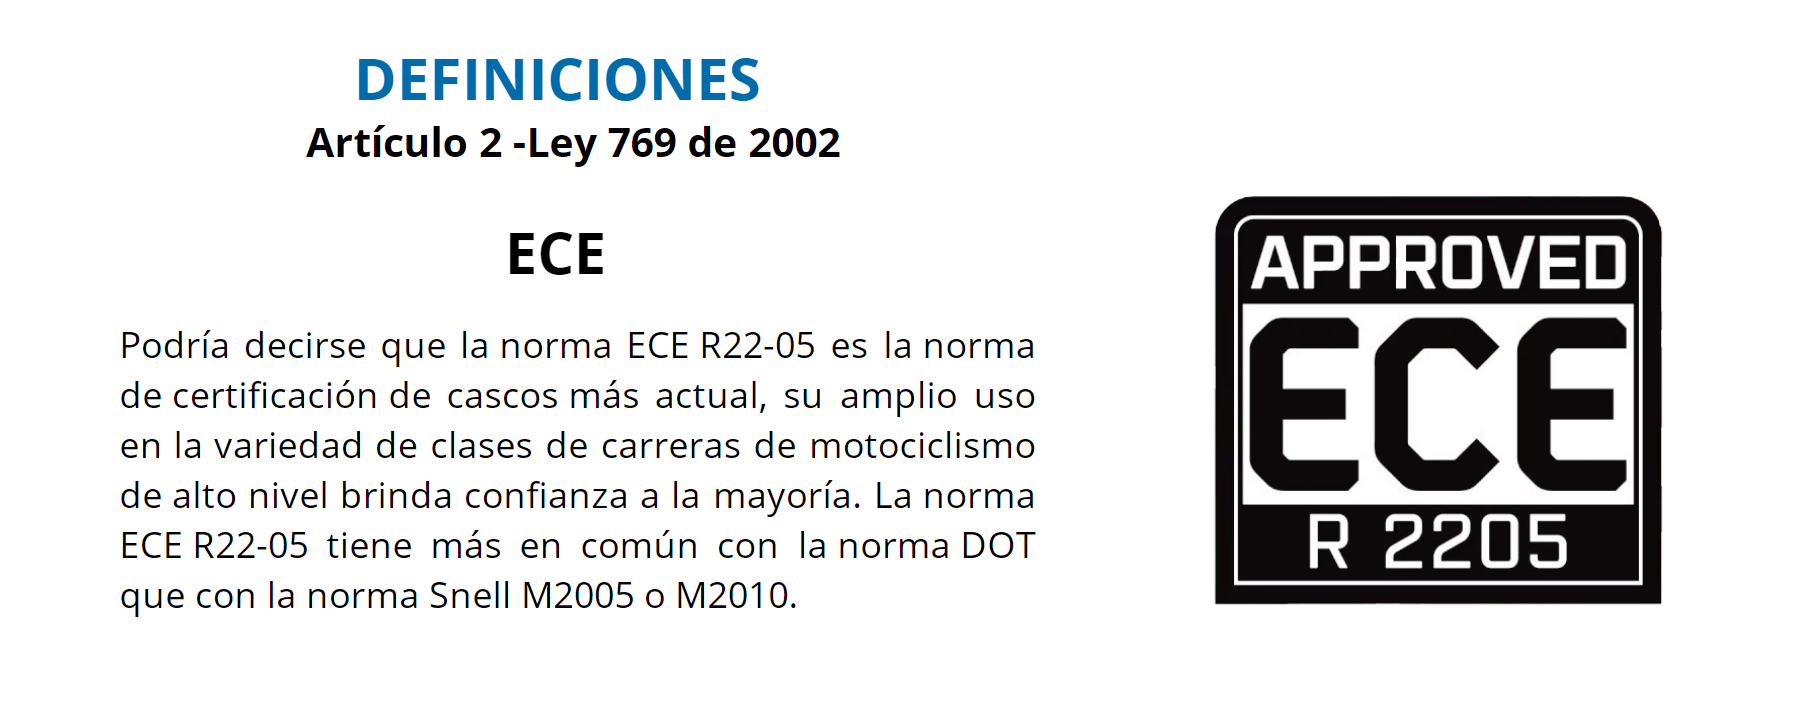 DEFINICIONES
Artículo 2 -Ley 769 de 2002
ECE
Podría decirse que la norma ECE R22-05 es la norma
de certificación de cascos más actual, su amplio uso
en la variedad de clases de carreras de motociclismo
de alto nivel brinda confianza a la mayoría. La norma
ECE R22-05 tiene más en común con la norma DOT
que con la norma Snell M2005 o M2010.
APPROVED
ECE
R 2205